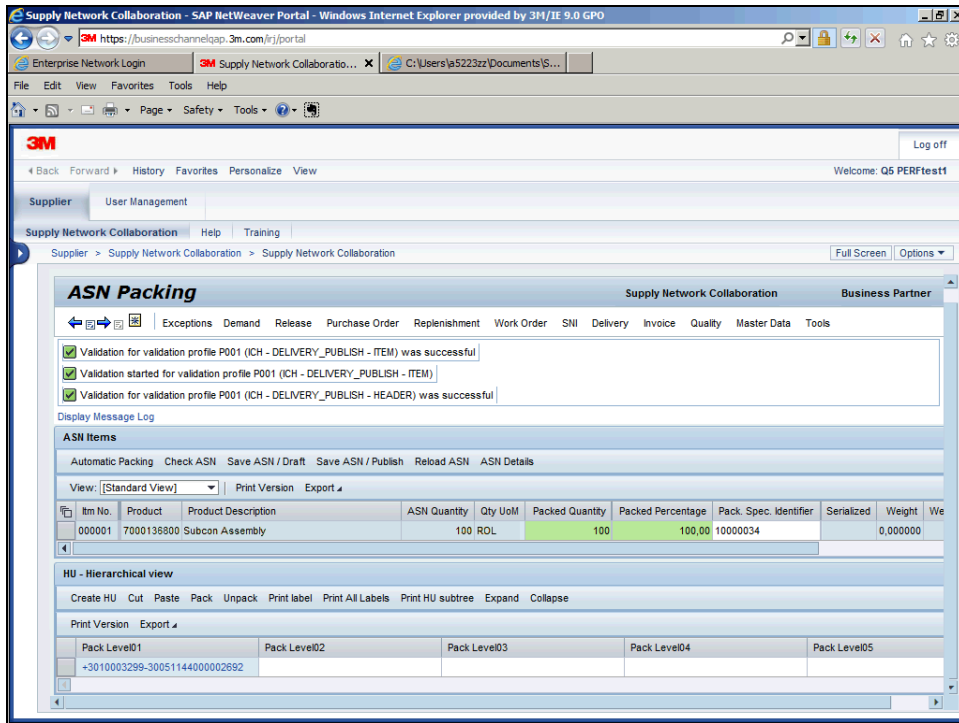 Supply Network Collaboration - SAP NetWeaver Portal - Windows Internet Explorer provided by 3M/IE 9.0 GPO
3M https://businesschannelqap.3m.com/irj/portal
Enterprise Network Login 3M Supply Network Collaboratio... X C:\Users\a5223zz\Documents\S...
File Edit View Favorites Tools Help
Page Safety Tools
3M Log off
Back Forward History Favorites Personalize View Welcome: Q5 PERFtest1
Supplier User Management
Supply Network Collaboration Help Training
Supplier > Supply Network Collaboration > Supply Network Collaboration Full Screen Options
ASN Packing Supply Network Collaboration Business Partner
Exceptions Demand Release Purchase Order Replenishment Work Order SNI Delivery Invoice Quality Master Data Tools
Validation for validation profile P001 (ICH - DELIVERY_PUBLISH - ITEM) was successful
Validation started for validation profile P001 (ICH - DELIVERY_PUBLISH - ITEM)
Validation for validation profile P001 (ICH - DELIVERY_PUBLISH - HEADER) was successful
Display Message Log
ASN Items
Automatic Packing Check ASN Save ASN / Draft Save ASN / Publish Reload ASN ASN Details
View: [Standard View] Print Version Export
Itm No. Product Product Description ASN Quantity Qty UoM Packed Quantity Packed Percentage Pack. Spec. Identifier Serialized Weight We
000001 7000136800 Subcon Assembly 100 ROL 100 100,00 10000034 0,000000
HU - Hierarchical view
Create HU Cut Paste Pack Unpack Print label Print All Labels Print HU subtree Expand Collapse
Print Version Export
Pack Level01 Pack Level02 Pack Level03 Pack Level04 Pack Level05
+3010003299-30051144000002692